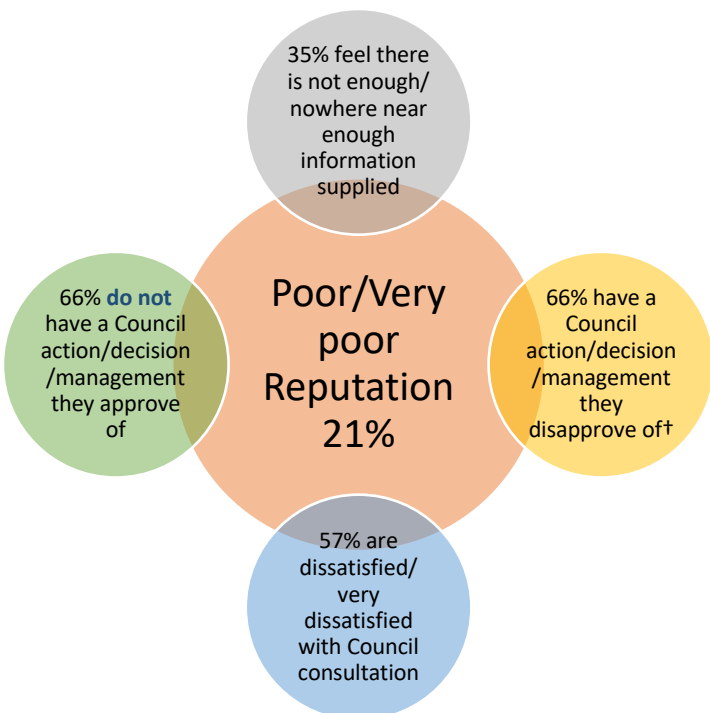 35% feel there
is not enough/
nowhere near
enough
information
supplied
66% do not
have a Council
action/decision
/management
they approve
of
Poor/Very
poor
Reputation
21%
66% have a
Council
action/decision
/management
they
disapprove of†
57% are
dissatisfied/
very
dissatisfied
with Council
consultation